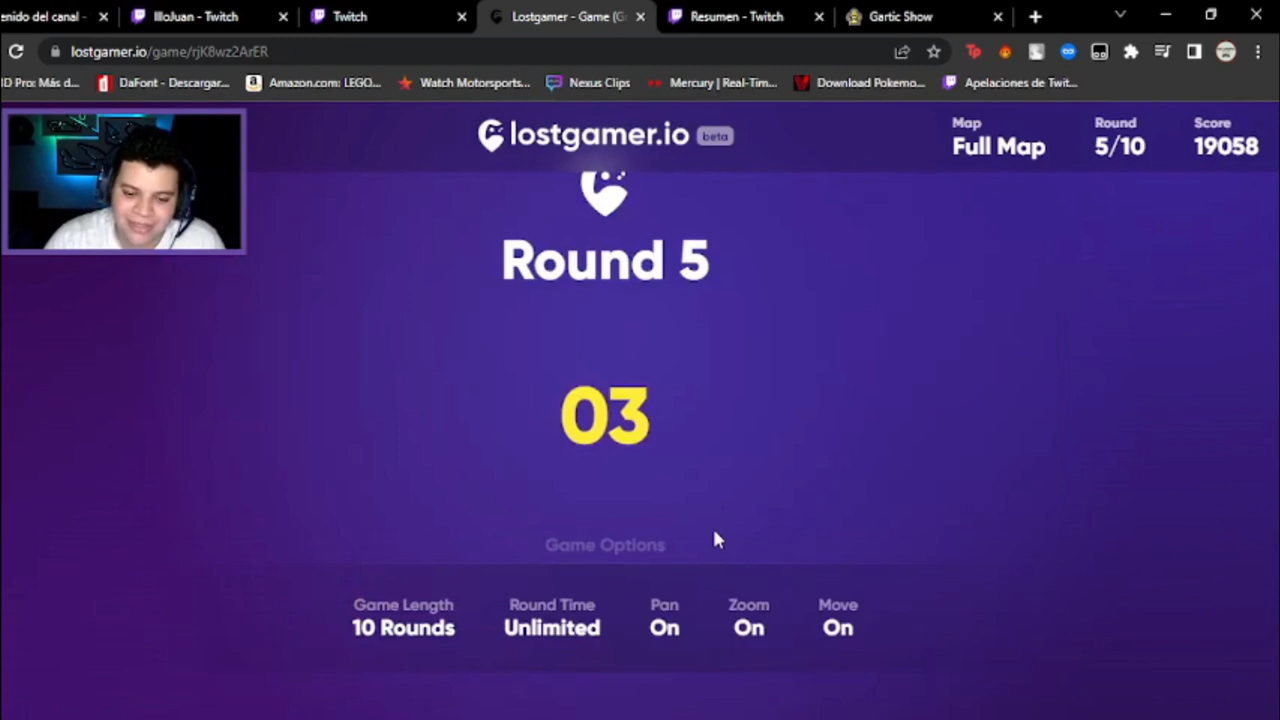 enido del canal -
IlloJuan - Twitch
Twitch
Lostgamer - Game (G
Resumen - Twitch
Gartic Show
lostgamer.io/game/rjK8wz2ArER
D Pro: Más d...
DaFont - Descargar...
Amazon.com: LEGO...
Watch Motorsports...
Nexus Clips
Mercury | Real-Tim...
Download Pokemo...
Apelaciones de Twit...
lostgamer.io beta
Map
Full Map
Round
5/10
Score
19058
Round 5
03
Game Options
Game Length
10 Rounds
Round Time
Unlimited
Pan
On
Zoom
On
Move
On